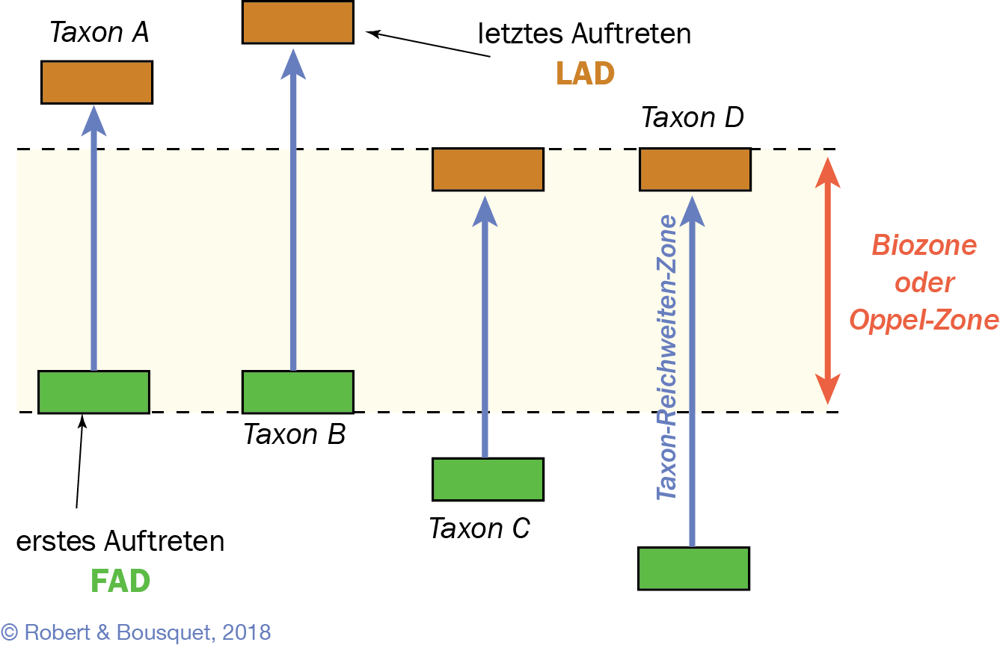 Taxon A
letztes Auftreten
LAD
Taxon D
Biozone
oder
Oppel-Zone
Taxon-Reichweiten-Zone
Taxon B
Taxon C
erstes Auftreten
FAD
© Robert & Bousquet, 2018